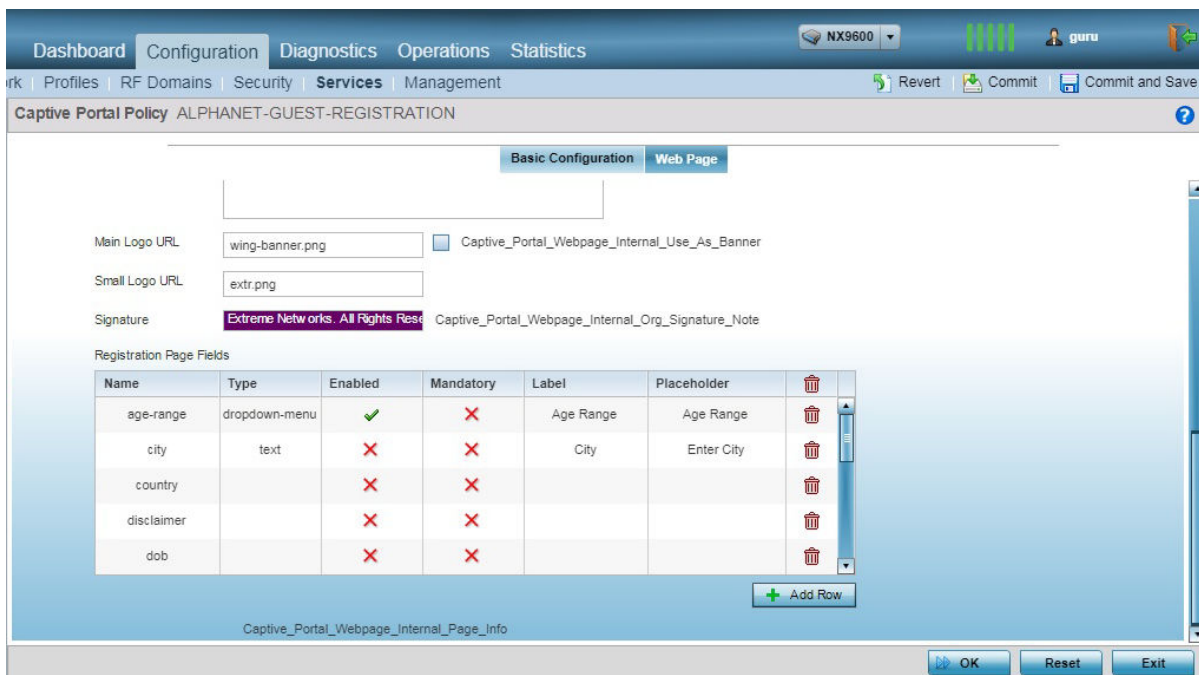 Dashboard Configuration Diagnostics Operations Statistics NX9600 guru
rk Profiles RF Domains Security Services Management Revert Commit Commit and Save
Captive Portal Policy ALPHANET-GUEST-REGISTRATION ?
Basic Configuration Web Page
Main Logo URL wing-banner.png Captive_Portal_Webpage_Internal_Use_As_Banner
Small Logo URL extr.png
Signature Extreme Networks. All Rights Rese Captive_Portal_Webpage_Internal_Org_Signature_Note
Registration Page Fields
Name Type Enabled Mandatory Label Placeholder
age-range dropdown-menu Age Range Age Range
city text City Enter City
country
disclaimer
dob
Add Row
Captive_Portal_Webpage_Internal_Page_Info
OK Reset Exit